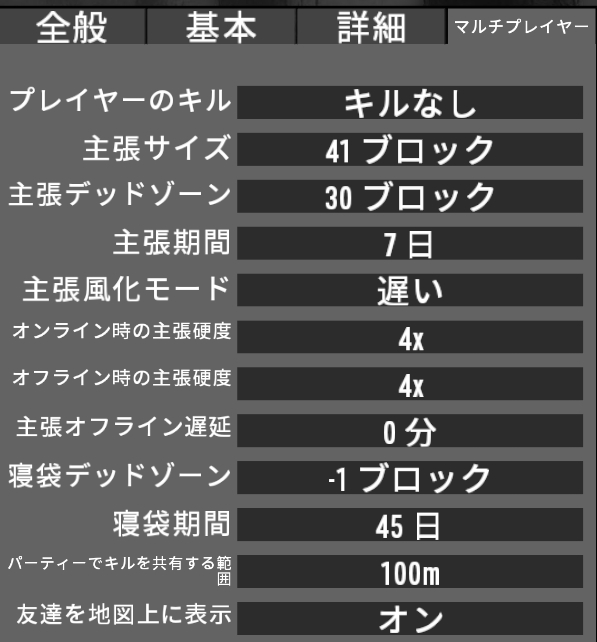 全般 基本 詳細 マルチプレイヤー
プレイヤーのキル キルなし
主張サイズ 41 ブロック
主張デッドゾーン 30 ブロック
主張期間 7 日
主張風化モード 遅い
オンライン時の主張硬度 4x
オフライン時の主張硬度 4x
主張オフライン遅延 0 分
寝袋デッドゾーン -1 ブロック
寝袋期間 45 日
パーティーでキルを共有する範
囲 100m
友達を地図上に表示 オン